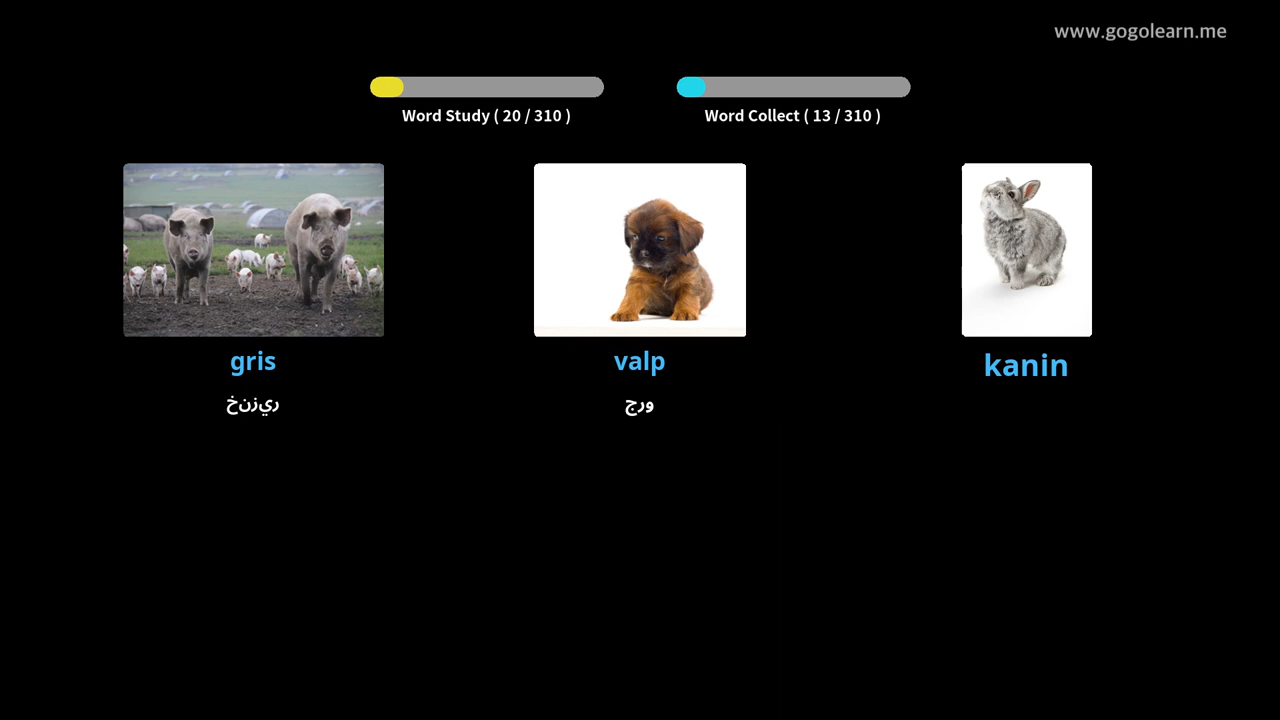 www.gogolearn.me
Word Study ( 20 / 310 )
Word Collect ( 13 / 310 )
gris
valp
kanin
خنزير
جرو